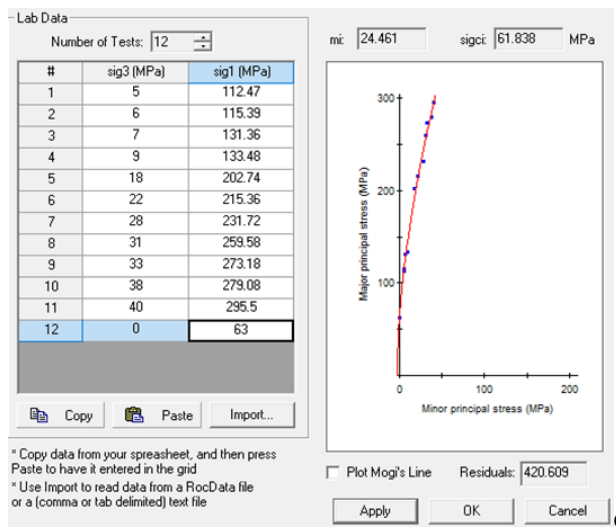 Lab Data
Number of Tests: 12
# sig3 (MPa) sig1 (MPa)
1 5 112.47
2 6 115.39
3 7 131.36
4 9 133.48
5 18 202.74
6 22 215.36
7 28 231.72
8 31 259.58
9 33 273.18
10 38 279.08
11 40 295.5
12 0 63
Copy Paste Import...
* Copy data from your spreasheet, and then press
Paste to have it entered in the grid
* Use Import to read data from a RocData file
or a (comma or tab delimited) text file
mi: 24.461 sigci: 61.838 MPa
Major principal stress (MPa)
300
200
100
0 100 200
Minor principal stress (MPa)
Plot Mogi's Line Residuals: 420.609
Apply OK Cancel